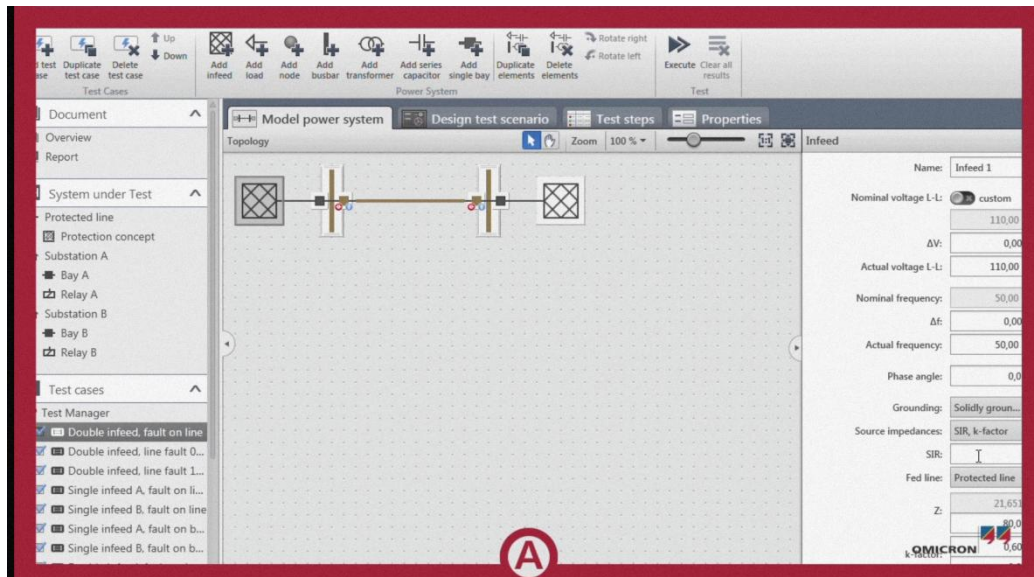 Up
Down
test Duplicate Delete
test case test case
Test Cases
Add Add Add Add Add Add series Add Duplicate Delete
infeed load node busbar transformer capacitor single bay elements elements
Rotate right
Rotate left
Power System
Execute Clear all
results
Test
Document
Overview
Report
System under Test
Protected line
Protection concept
Substation A
Bay A
Relay A
Substation B
Bay B
Relay B
Test cases
Test Manager
Double infeed, fault on line
Double infeed, line fault 0...
Double infeed, line fault 1...
Single infeed A, fault on li...
Single infeed B, fault on line
Single infeed A, fault on b...
Single infeed B, fault on b...
Model power system Design test scenario Test steps Properties
Topology Zoom 100 %
Infeed
Name: Infeed 1
Nominal voltage L-L: custom
110,00
ΔV: 0,00
Actual voltage L-L: 110,00
Nominal frequency: 50,00
Δf: 0,00
Actual frequency: 50,00
Phase angle: 0,0
Grounding: Solidly groun...
Source impedances: SIR, k-factor
SIR:
Fed line: Protected line
Z: 21,651
80,0
k-factor: 0,60
OMICRON
A